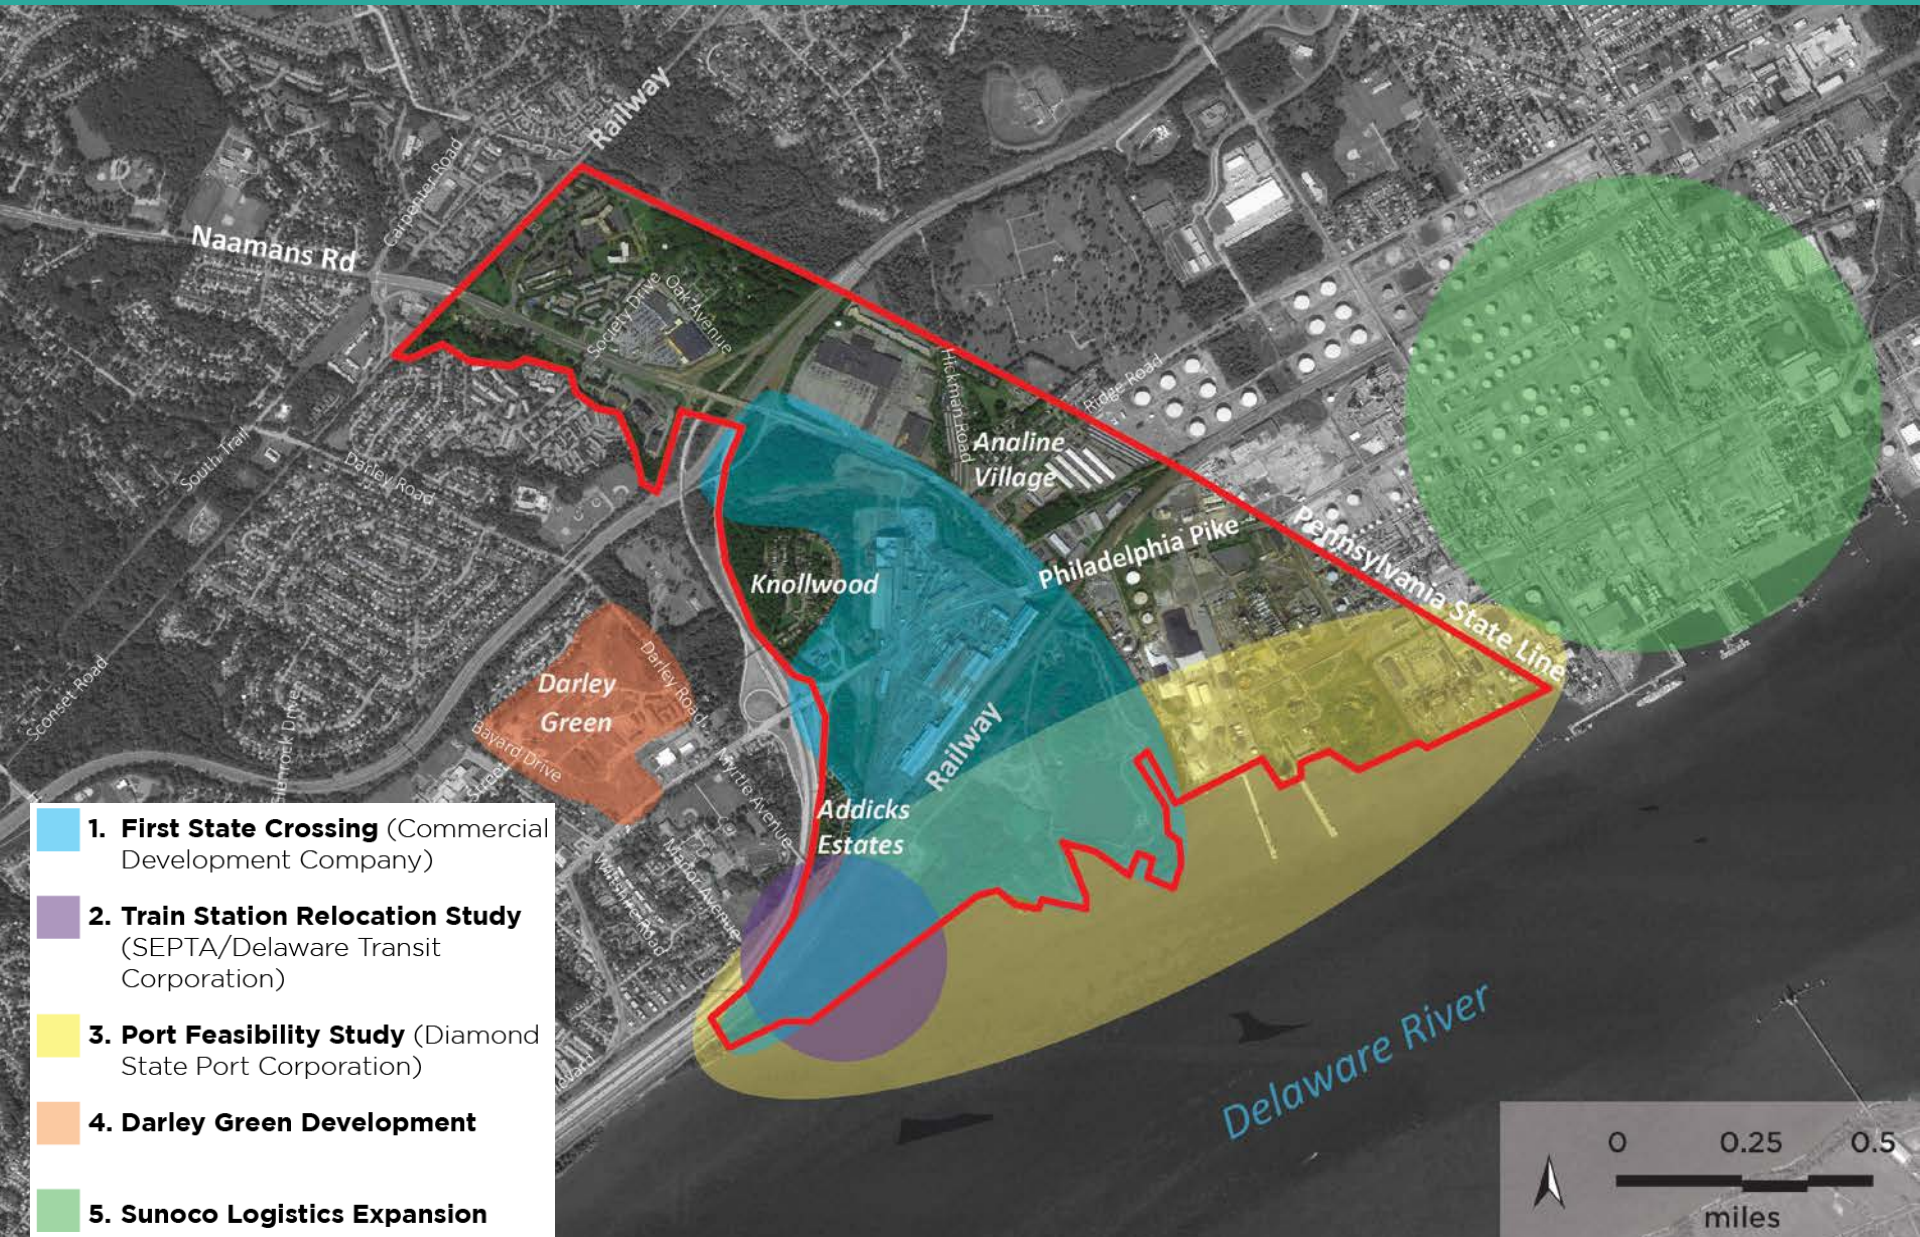 Railway
Carpenter Road
Naamans Rd
Society Drive
Oak Avenue
Hickman Road
Ridge Road
Analine
Village
South Trail
Darley Road
Philadelphia Pike
Pennsylvania State Line
Knollwood
Darley Road
Darley
Green
Sconset Road
Bayard Drive
Street
Myrtle Avenue
Railway
Addicks
Estates
Manor Avenue
Delaware River
1. First State Crossing (Commercial
Development Company)
2. Train Station Relocation Study
(SEPTA/Delaware Transit
Corporation)
3. Port Feasibility Study (Diamond
State Port Corporation)
4. Darley Green Development
5. Sunoco Logistics Expansion
0 0.25 0.5
miles